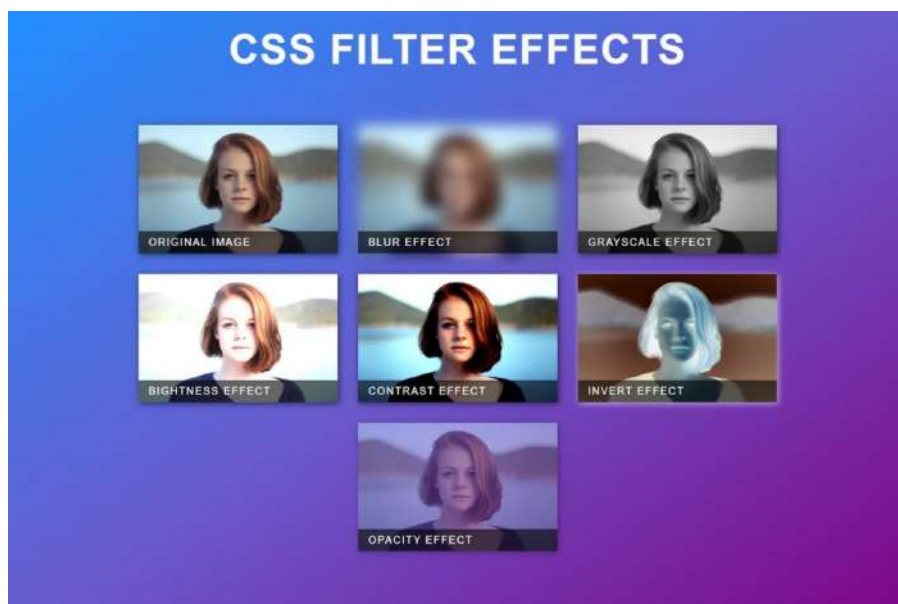 CSS FILTER EFFECTS
ORIGINAL IMAGE
BLUR EFFECT
GRAYSCALE EFFECT
BIGHTNESS EFFECT
CONTRAST EFFECT
INVERT EFFECT
OPACITY EFFECT